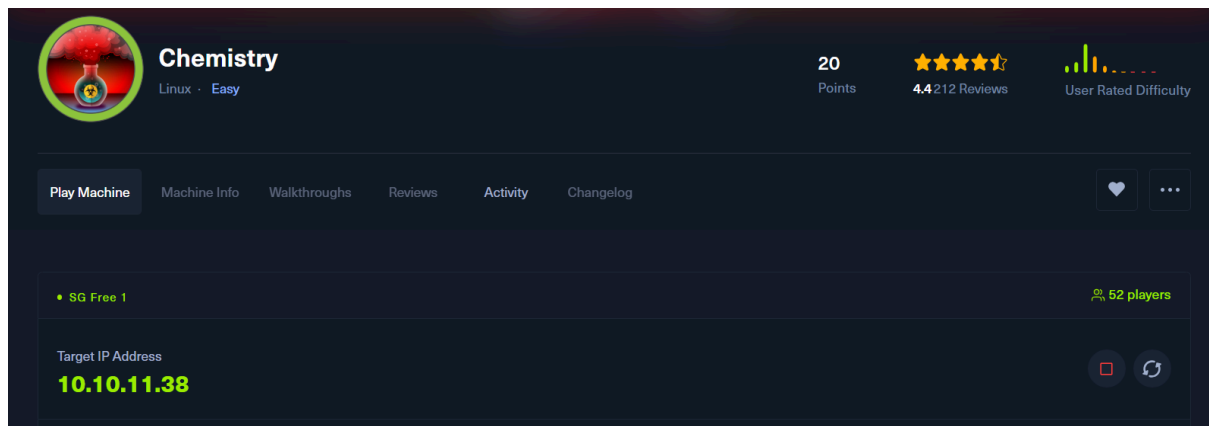 Chemistry
Linux · Easy
20
Points
4.4 212 Reviews
User Rated Difficulty
Play Machine
Machine Info
Walkthroughs
Reviews
Activity
Changelog
• SG Free 1
52 players
Target IP Address
10.10.11.38